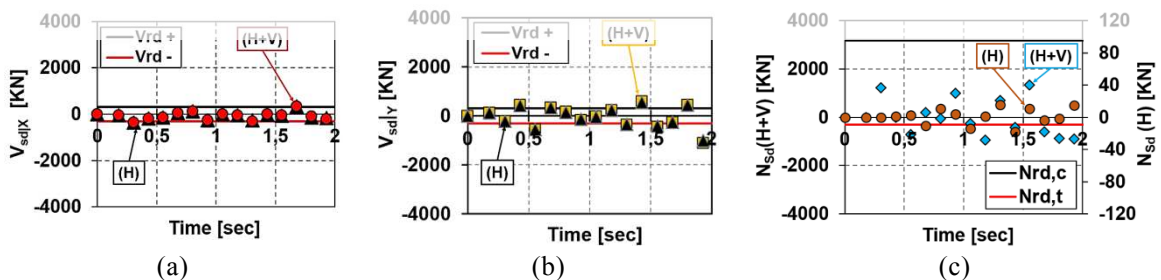 4000
2000
0
-2000
-4000
V_sd|X [KN]
Vrd +
Vrd -
(H+V)
(H)
0 0.5 1 1.5 2
Time [sec]
(a)
4000
2000
0
-2000
-4000
V_sd|Y [KN]
Vrd +
Vrd -
(H+V)
(H)
0 0.5 1 1.5 2
Time [sec]
(b)
4000
2000
0
-2000
-4000
N_Sd (H+V) [KN]
(H)
(H+V)
Nrd,c
Nrd,t
0 0.5 1 1.5 2
Time [sec]
120
80
40
0
-40
-80
-120
N_Sd (H) [KN]
(c)